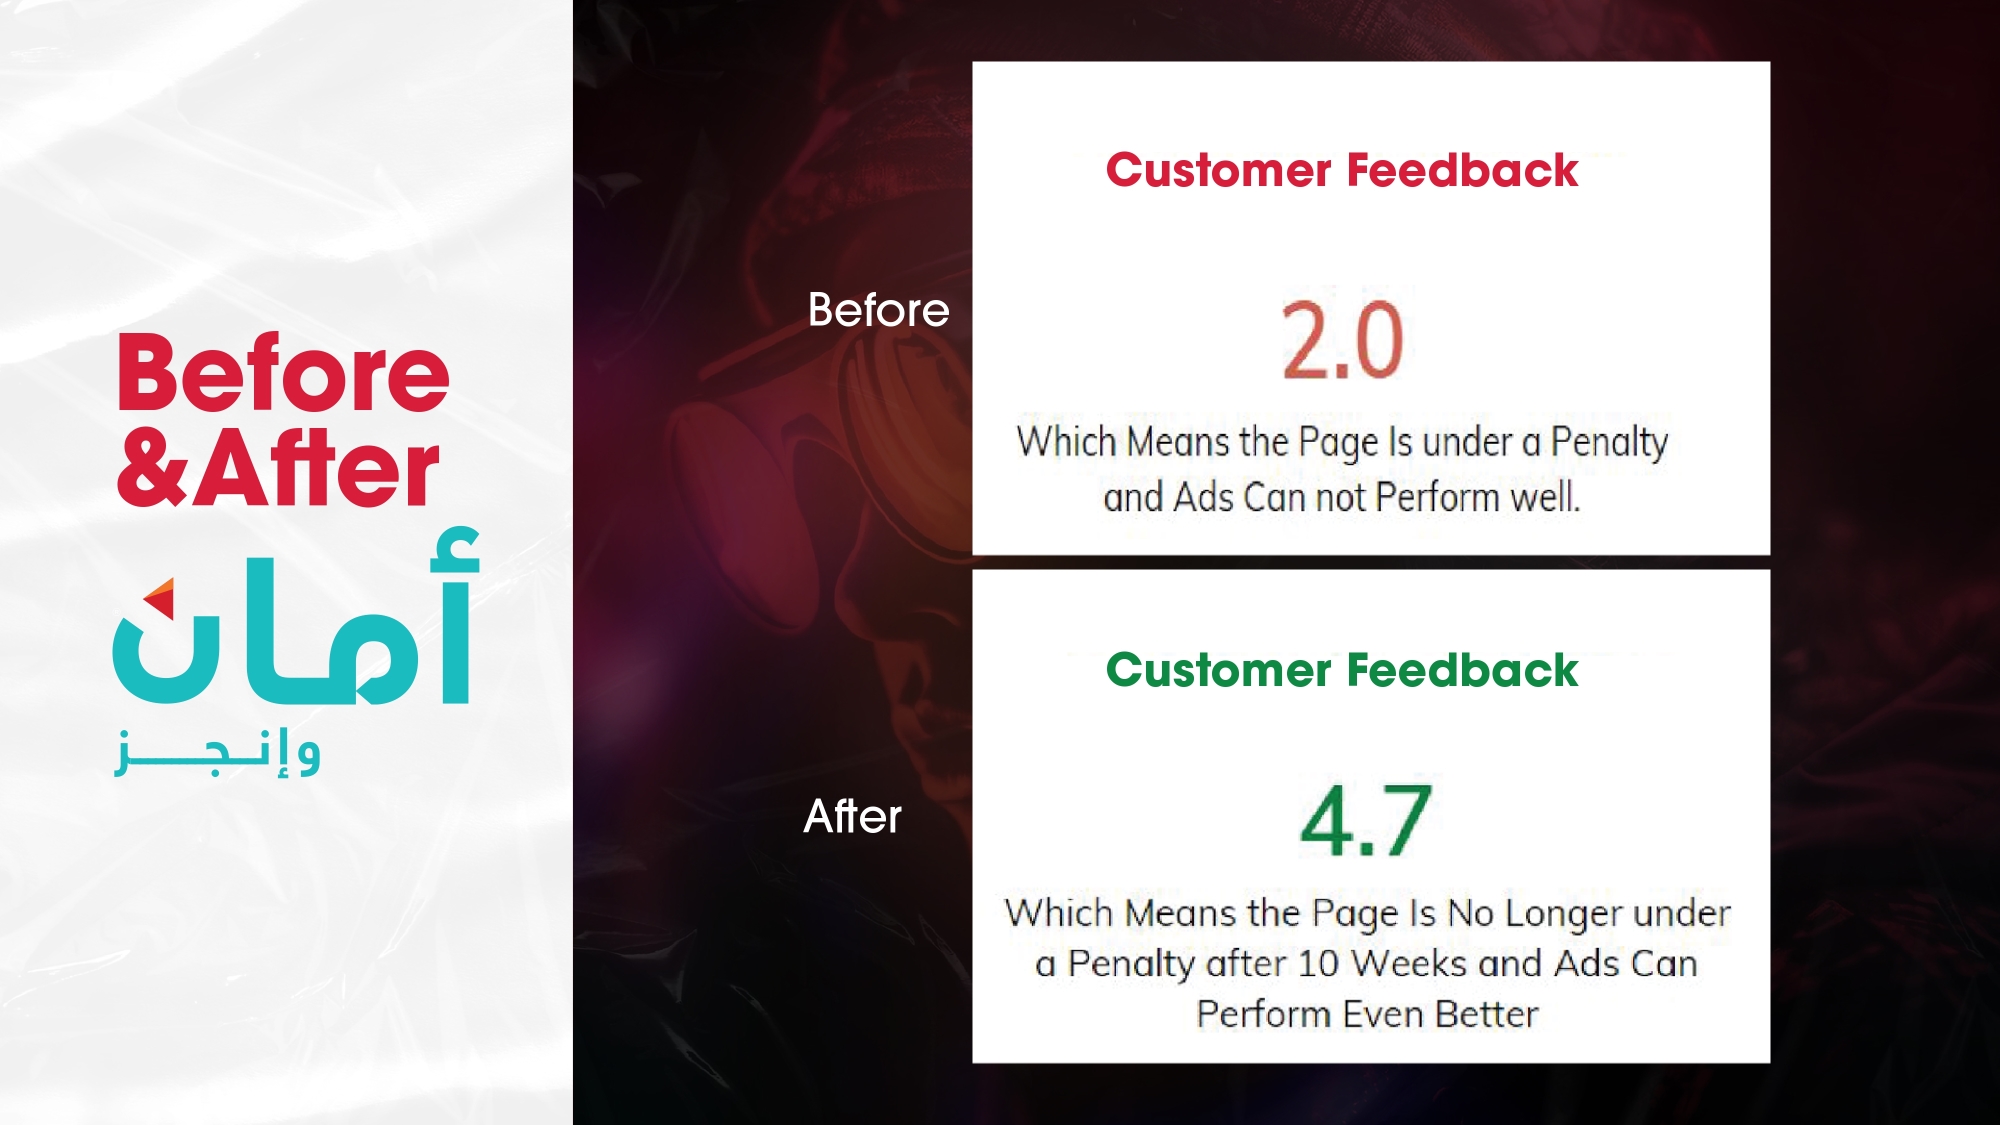 Before
&After
أمان
وإنجز
Before
Customer Feedback
2.0
Which Means the Page Is under a Penalty
and Ads Can not Perform well.
After
Customer Feedback
4.7
Which Means the Page Is No Longer under
a Penalty after 10 Weeks and Ads Can
Perform Even Better